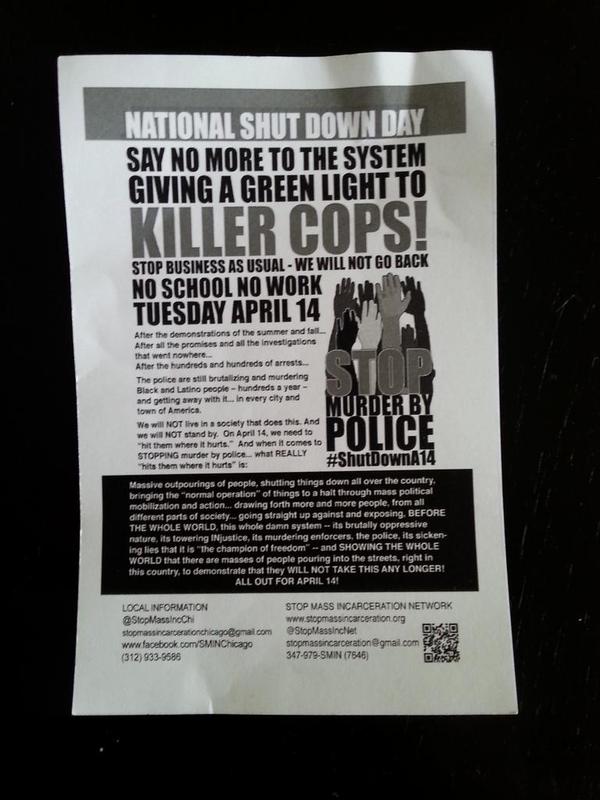 NATIONAL SHUT DOWN DAY
SAY NO MORE TO THE SYSTEM
GIVING A GREEN LIGHT TO
KILLER COPS!
STOP BUSINESS AS USUAL - WE WILL NOT GO BACK
NO SCHOOL NO WORK
TUESDAY APRIL 14
After the demonstrations of the summer and fall...
After all the promises and all the investigations
that went nowhere...
After the hundreds and hundreds of arrests...
The police are still brutalizing and murdering
Black and Latino people – hundreds a year –
and getting away with it... in every city and
town of America.
We will NOT live in a society that does this. And
we will NOT stand by. On April 14, we need to
"hit them where it hurts." And when it comes to
STOPPING murder by police... what REALLY
"hits them where it hurts" is:
STOP
MURDER BY
POLICE
#ShutDownA14
Massive outpourings of people, shutting things down all over the country,
bringing the "normal operation" of things to a halt through mass political
mobilization and action... drawing forth more and more people, from all
different parts of society... going straight up against and exposing, BEFORE
THE WHOLE WORLD, this whole damn system -- its brutally oppressive
nature, its towering INjustice, its murdering enforcers, the police, its sicken-
ing lies that it is "the champion of freedom" -- and SHOWING THE WHOLE
WORLD that there are masses of people pouring into the streets, right in
this country, to demonstrate that they WILL NOT TAKE THIS ANY LONGER!
ALL OUT FOR APRIL 14!
LOCAL INFORMATION
@StopMassIncChi
stopmassincarcerationchicago@gmail.com
www.facebook.com/SMINChicago
(312) 933-9586
STOP MASS INCARCERATION NETWORK
www.stopmassincarceration.org
@StopMassIncNet
stopmassincarceration@gmail.com
347-979-SMIN (7646)